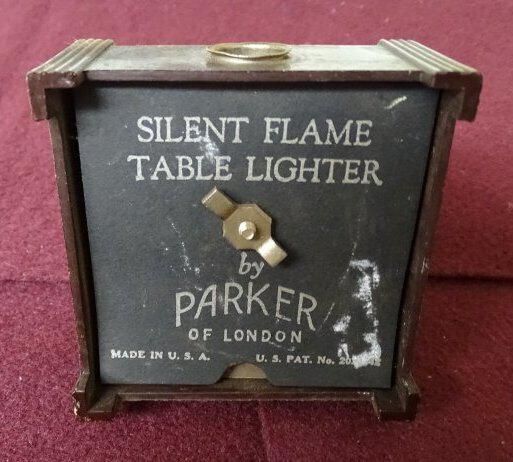 SILENT FLAME
TABLE LIGHTER
by
PARKER
OF LONDON
MADE IN U. S. A. U. S. PAT. No.